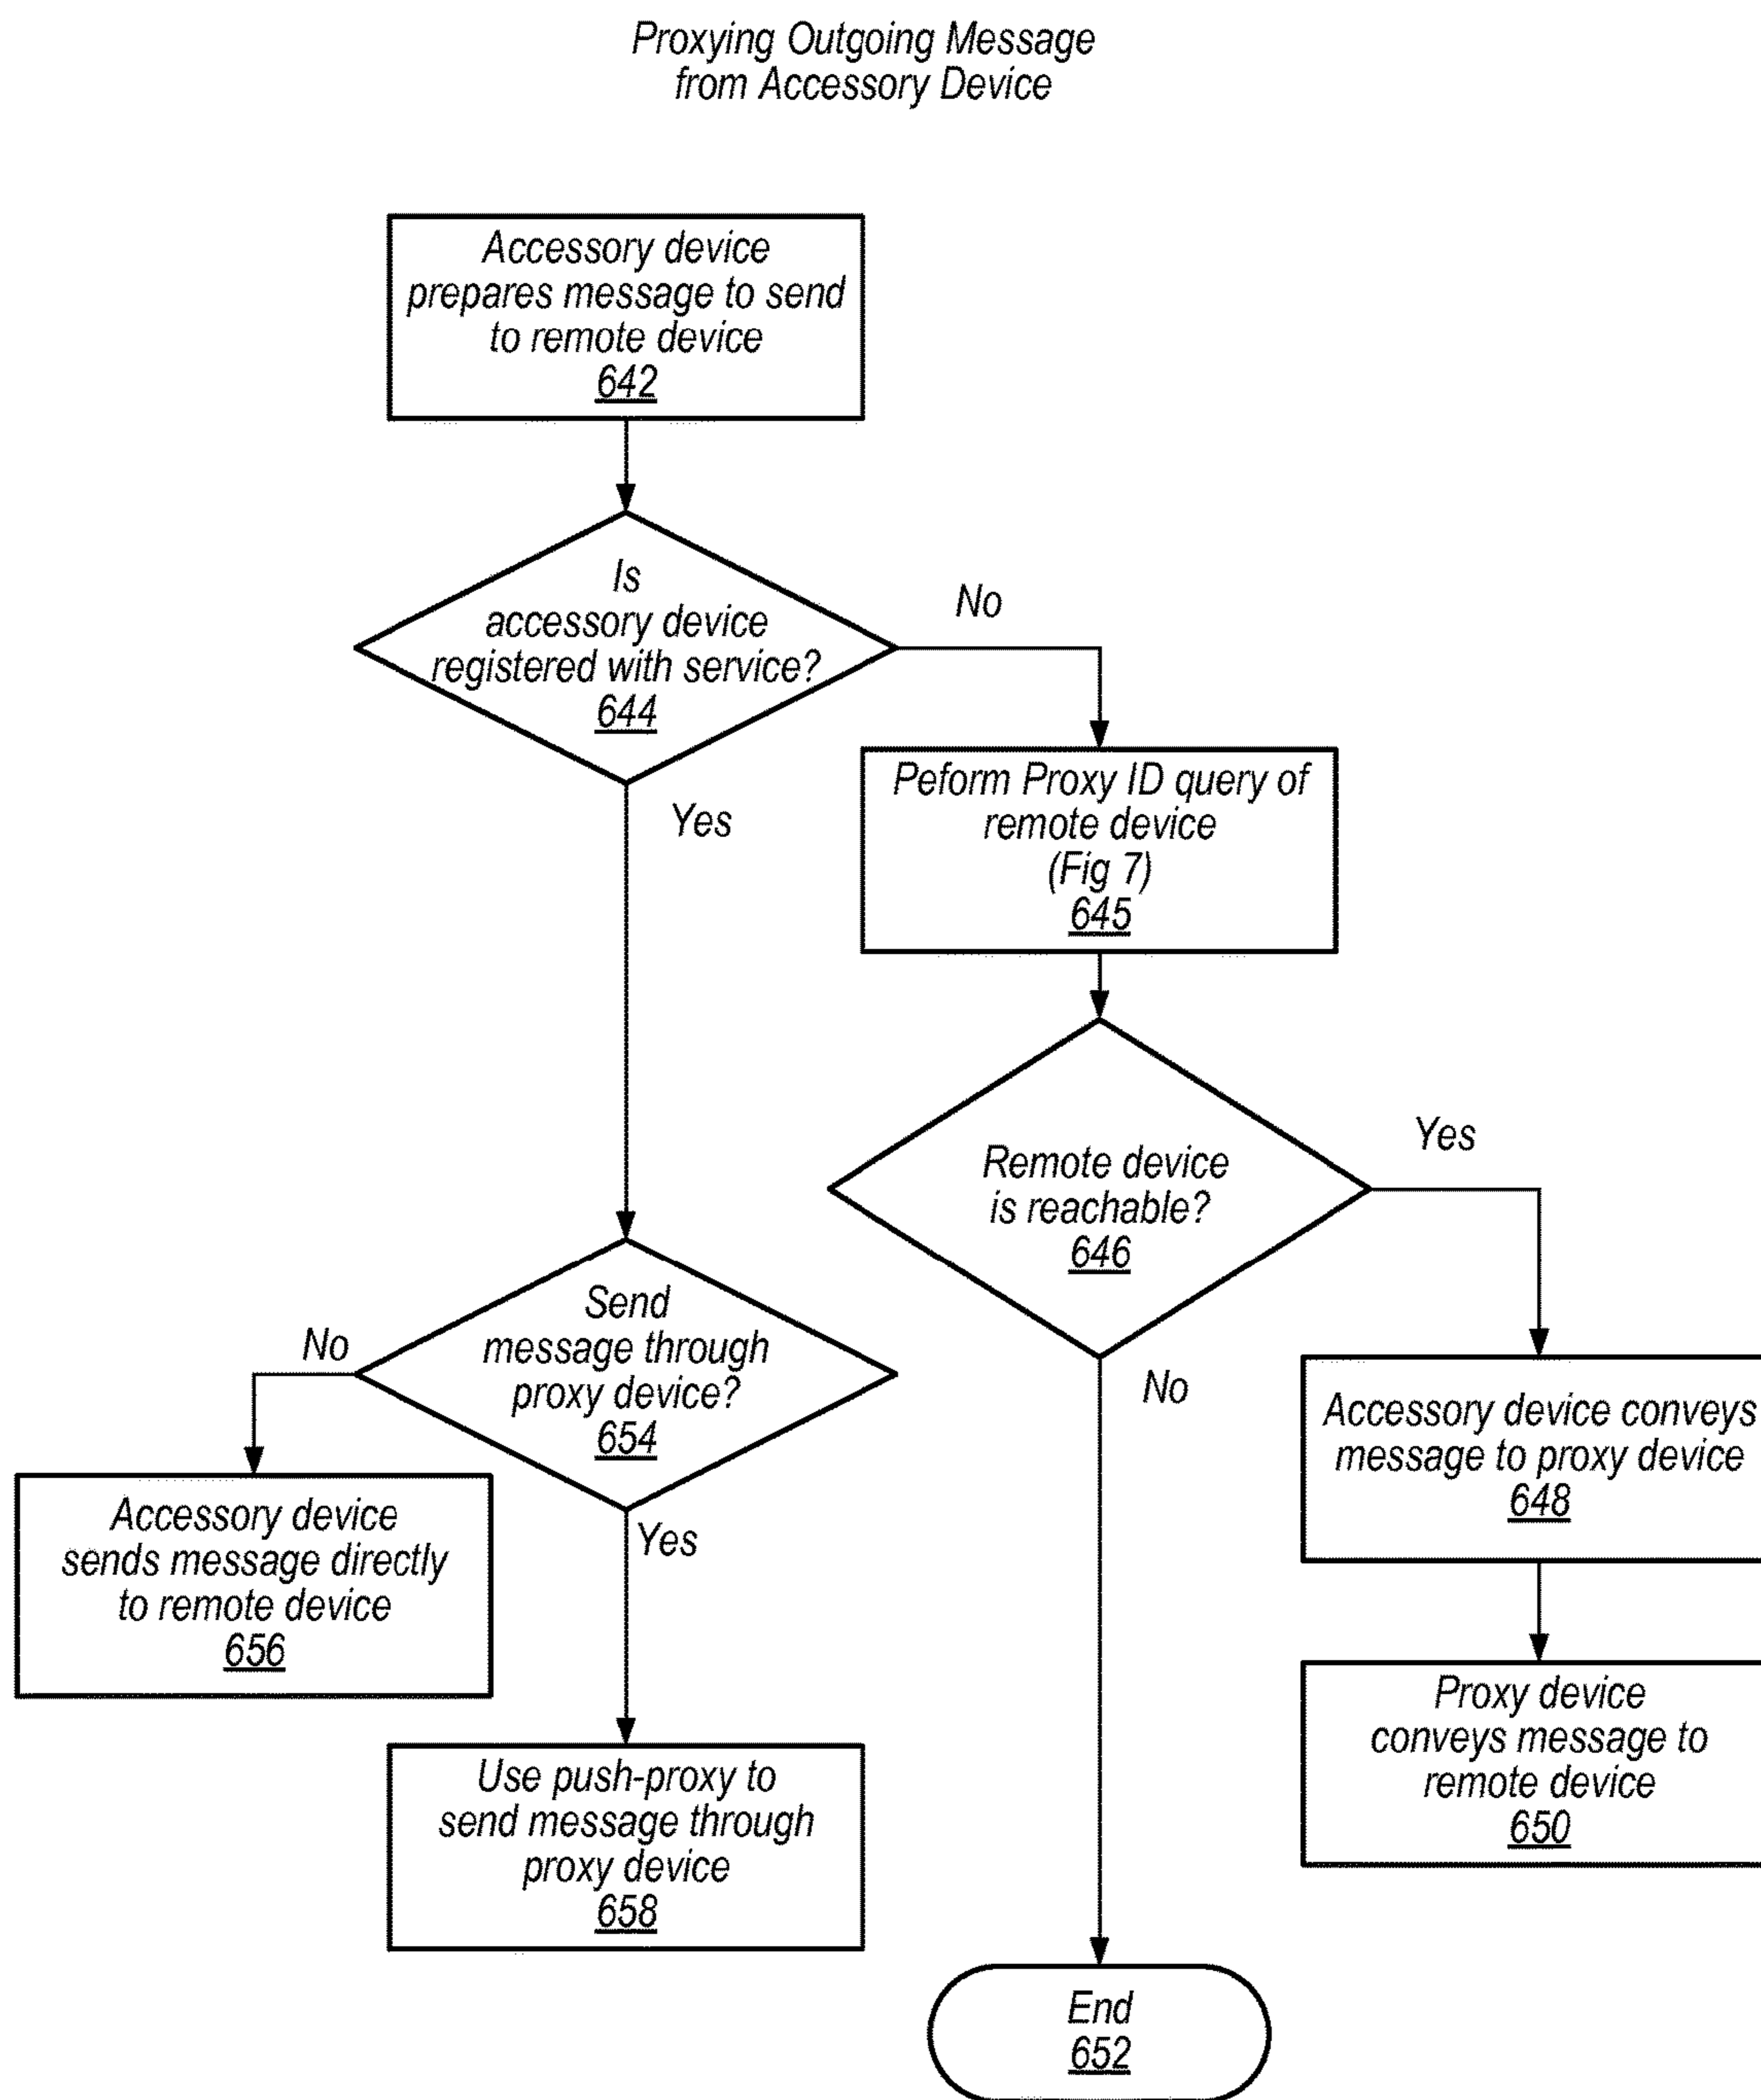 Proxying Outgoing Message
from Accessory Device
Accessory device
prepares message to send
to remote device
642
Is
accessory device
registered with service?
644
No
Yes
Peform Proxy ID query of
remote device
(Fig 7)
645
Remote device
is reachable?
646
Yes
No
Send
message through
proxy device?
654
No
Yes
Accessory device conveys
message to proxy device
648
Accessory device
sends message directly
to remote device
656
Proxy device
conveys message to
remote device
650
Use push-proxy to
send message through
proxy device
658
End
652